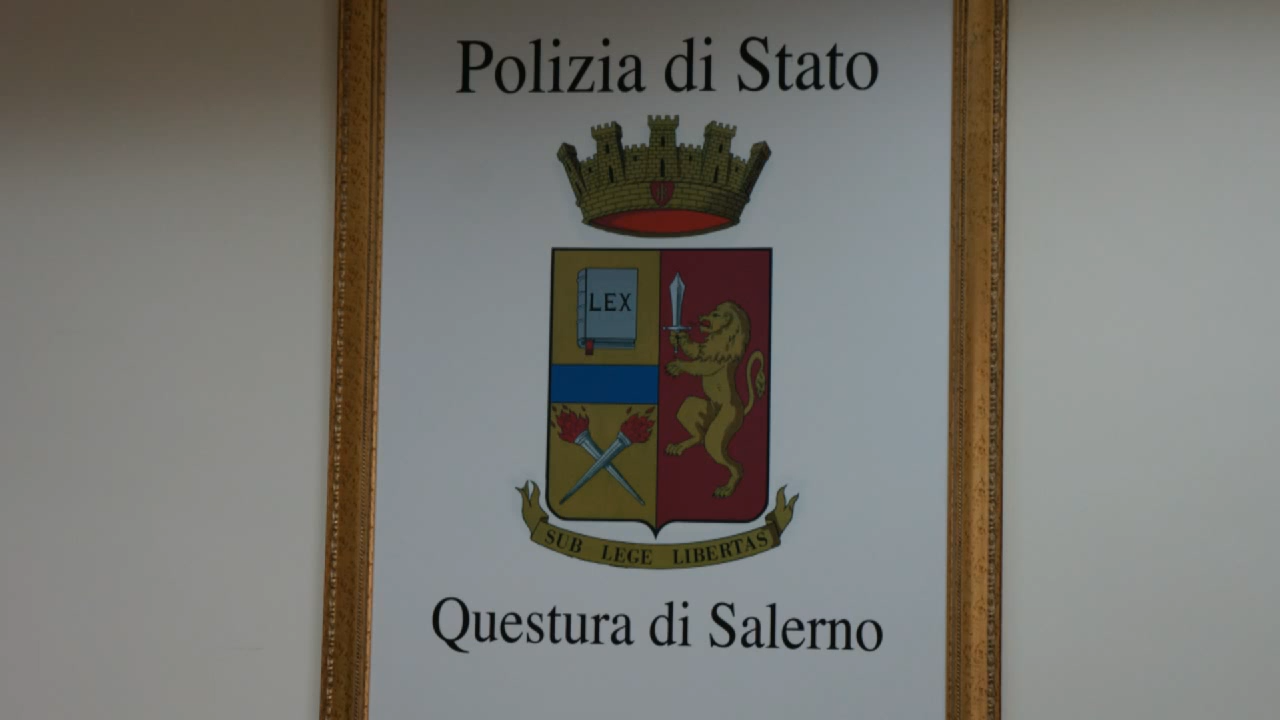 Polizia di Stato
LEX
SUB LEGE LIBERTAS
Questura di Salerno